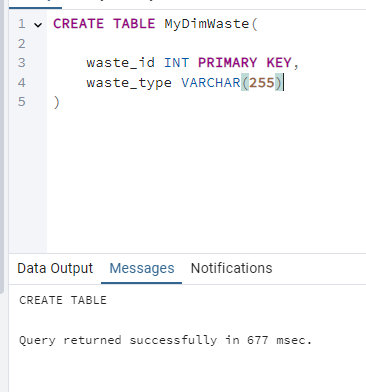 1 CREATE TABLE MyDimWaste(
2
3 waste_id INT PRIMARY KEY,
4 waste_type VARCHAR(255)
5 )
Data Output Messages Notifications
CREATE TABLE
Query returned successfully in 677 msec.